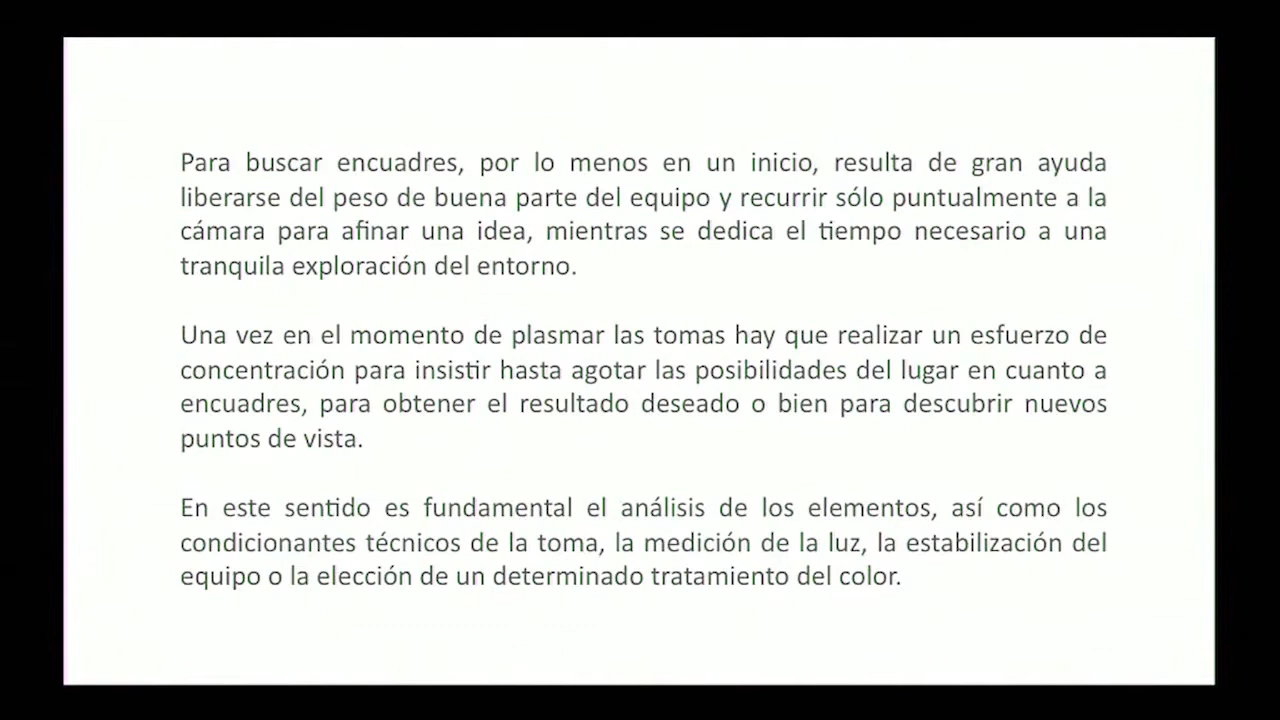 Para buscar encuadres, por lo menos en un inicio, resulta de gran ayuda
liberarse del peso de buena parte del equipo y recurrir sólo puntualmente a la
cámara para afinar una idea, mientras se dedica el tiempo necesario a una
tranquila exploración del entorno.
Una vez en el momento de plasmar las tomas hay que realizar un esfuerzo de
concentración para insistir hasta agotar las posibilidades del lugar en cuanto a
encuadres, para obtener el resultado deseado o bien para descubrir nuevos
puntos de vista.
En este sentido es fundamental el análisis de los elementos, así como los
condicionantes técnicos de la toma, la medición de la luz, la estabilización del
equipo o la elección de un determinado tratamiento del color.